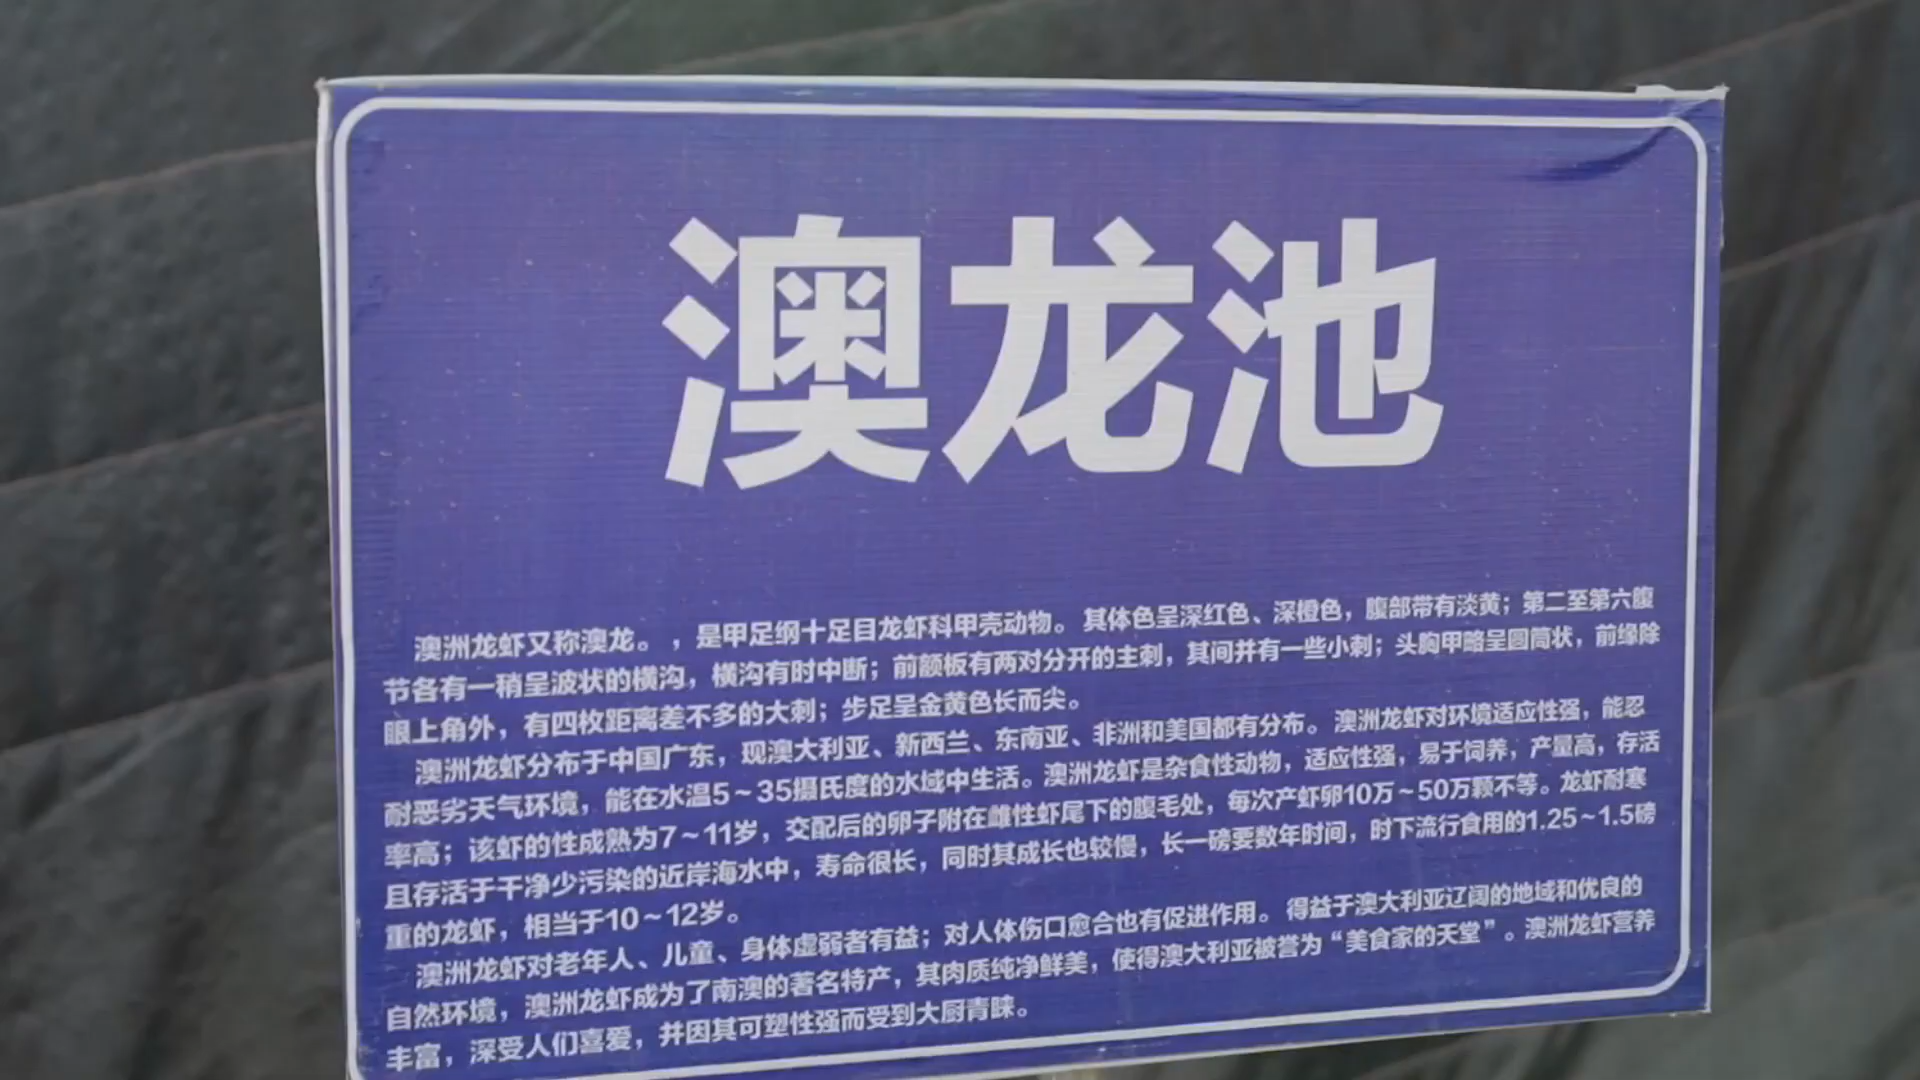 澳龙池
澳洲龙虾又称澳龙。，是甲足纲十足目龙虾科甲壳动物。其体色呈深红色、深橙色，腹部带有淡黄；第二至第六腹
节各有一稍呈波状的横沟，横沟有时中断；前额板有两对分开的主刺，其间并有一些小刺；头胸甲略呈圆筒状，前缘除
眼上角外，有四枚距离差不多的大刺；步足呈金黄色长而尖。
澳洲龙虾分布于中国广东，现澳大利亚、新西兰、东南亚、非洲和美国都有分布。澳洲龙虾对环境适应性强，能忍
耐恶劣天气环境，能在水温5～35摄氏度的水域中生活。澳洲龙虾是杂食性动物，适应性强，易于饲养，产量高，存活
率高；该虾的性成熟为7～11岁，交配后的卵子附在雌性虾尾下的腹毛处，每次产虾卵10万～50万颗不等。龙虾耐寒
且存活于干净少污染的近岸海水中，寿命很长，同时其成长也较慢，长一磅要数年时间，时下流行食用的1.25～1.5磅
重的龙虾，相当于10～12岁。
澳洲龙虾对老年人、儿童、身体虚弱者有益；对人体伤口愈合也有促进作用。得益于澳大利亚辽阔的地域和优良的
自然环境，澳洲龙虾成为了南澳的著名特产，其肉质纯净鲜美，使得澳大利亚被誉为“美食家的天堂”。澳洲龙虾营养
丰富，深受人们喜爱，并因其可塑性强而受到大厨青睐。